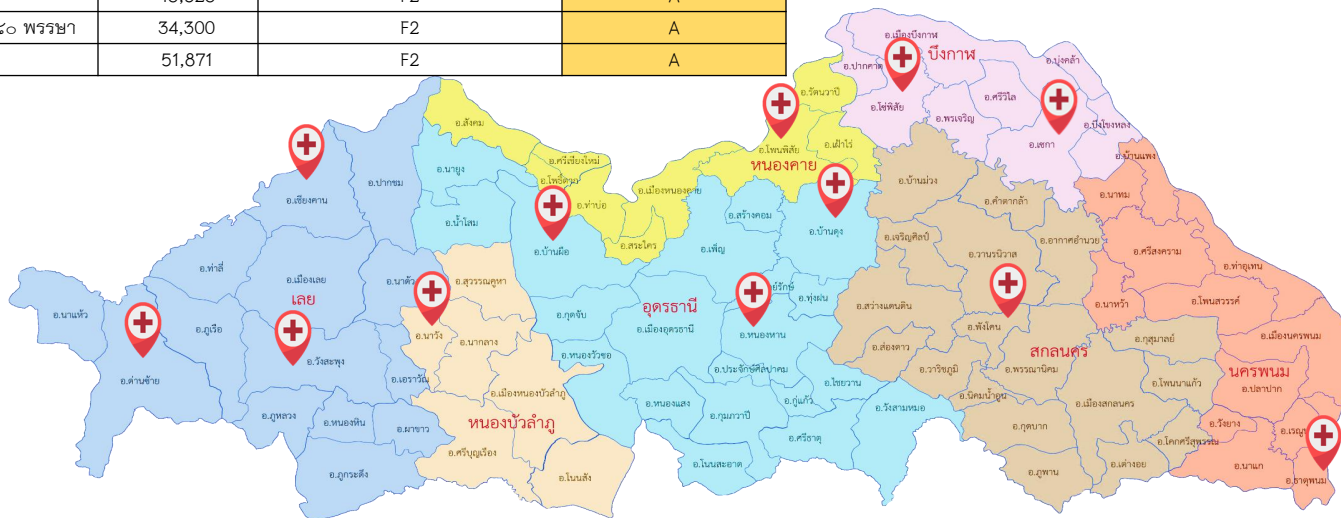 F2 A
๘๐ พรรษา 34,300 F2 A
51,871 F2 A
อ.เมืองบึงกาฬ
บึงกาฬ
อ.ปากคาด
อ.บุ่งคล้า
อ.รัตนวาปี
อ.โซ่พิสัย
อ.ศรีวิไล
อ.พรเจริญ
อ.บึงโขงหลง
อ.เซกา
อ.สังคม
อ.โพนพิสัย
อ.เฝ้าไร่
หนองคาย
อ.ศรีเชียงใหม่
อ.ท่าบ่อ
อ.สระใคร
อ.ปากชม
อ.นายูง
อ.บ้านม่วง
อ.บ้านแพง
อ.เชียงคาน
อ.น้ำโสม
อ.บ้านผือ
อ.สร้างคอม
อ.เพ็ญ
อ.บ้านดุง
อ.คำตากล้า
อ.นาทม
อ.เจริญศิลป์
อ.อากาศอำนวย
อ.วานรนิวาส
อ.ศรีสงคราม
อ.ท่าอุเทน
อ.ท่าลี่
อ.เมืองเลย
อ.นาด้วง
อ.สุวรรณคูหา
เลย
อุดรธานี
อ.เมืองอุดรธานี
อ.ทุ่งฝน
อ.สว่างแดนดิน
อ.นาหว้า
อ.โพนสวรรค์
อ.นาแห้ว
อ.ภูเรือ
อ.กุดจับ
อ.หนองหาน
อ.พังโคน
อ.นาวัง
อ.นากลาง
อ.หนองวัวซอ
อ.ส่องดาว
สกลนคร
อ.กุสุมาลย์
อ.เมืองนครพนม
อ.ด่านซ้าย
อ.วังสะพุง
อ.เอราวัณ
อ.ประจักษ์ศิลปาคม
อ.วาริชภูมิ
อ.พรรณานิคม
นครพนม
อ.ไชยวาน
อ.นิคมน้ำอูน
อ.โพนนาแก้ว
อ.ปลาปาก
อ.เมืองหนองบัวลำภู
อ.หนองแสง
อ.กู่แก้ว
อ.เมืองสกลนคร
อ.ภูหลวง
อ.หนองหิน
อ.ผาขาว
หนองบัวลำภู
อ.กุมภวาปี
อ.วังสามหมอ
อ.กุดบาก
อ.วังยาง
อ.ศรีบุญเรือง
อ.ศรีธาตุ
อ.โคกศรีสุพรรณ
อ.ภูกระดึง
อ.โนนสัง
อ.โนนสะอาด
อ.ภูพาน
อ.เต่างอย
อ.นาแก
อ.ธาตุพนม